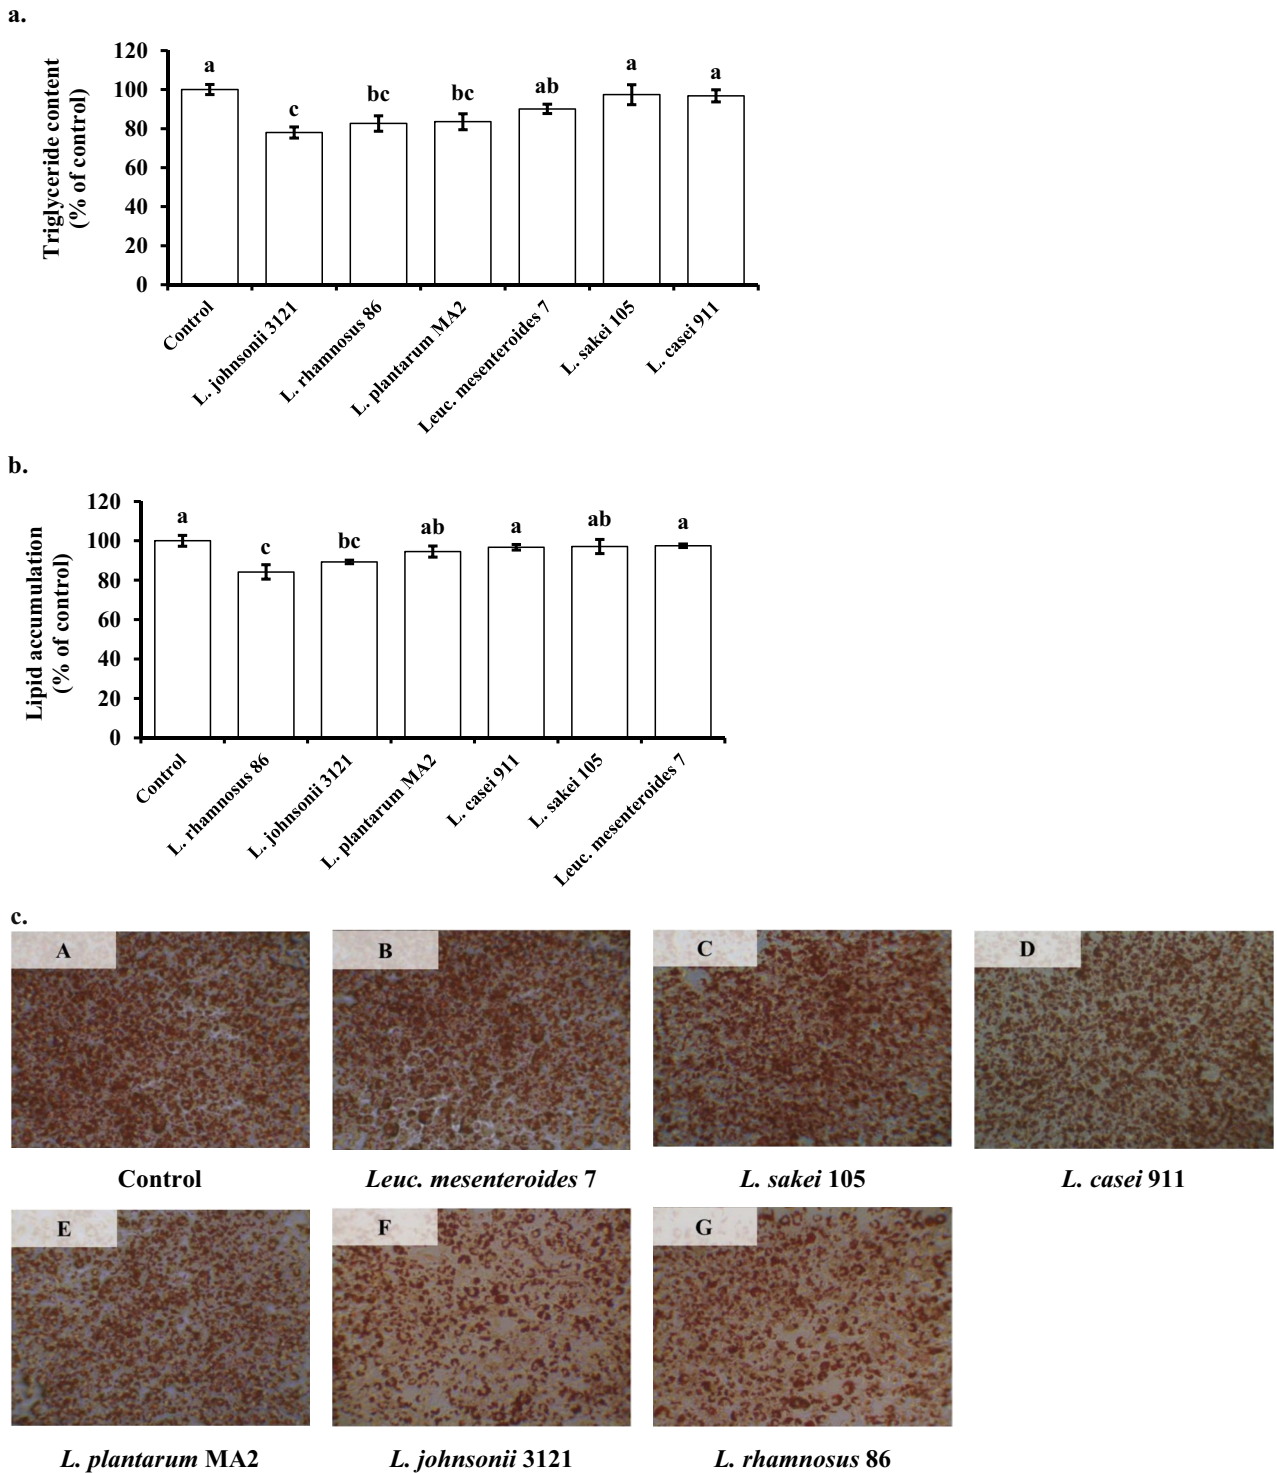 a.
Triglyceride content
(% of control)
120
100
80
60
40
20
0
a
c
bc
bc
ab
a
a
Control
L. johnsonii 3121
L. rhamnosus 86
L. plantarum MA2
Leuc. mesenteroides 7
L. sakei 105
L. casei 911
b.
Lipid accumulation
(% of control)
120
100
80
60
40
20
0
a
c
bc
ab
a
ab
a
Control
L. rhamnosus 86
L. johnsonii 3121
L. plantarum MA2
L. casei 911
L. sakei 105
Leuc. mesenteroides 7
c.
A
B
C
D
Control
Leuc. mesenteroides 7
L. sakei 105
L. casei 911
E
F
G
L. plantarum MA2
L. johnsonii 3121
L. rhamnosus 86